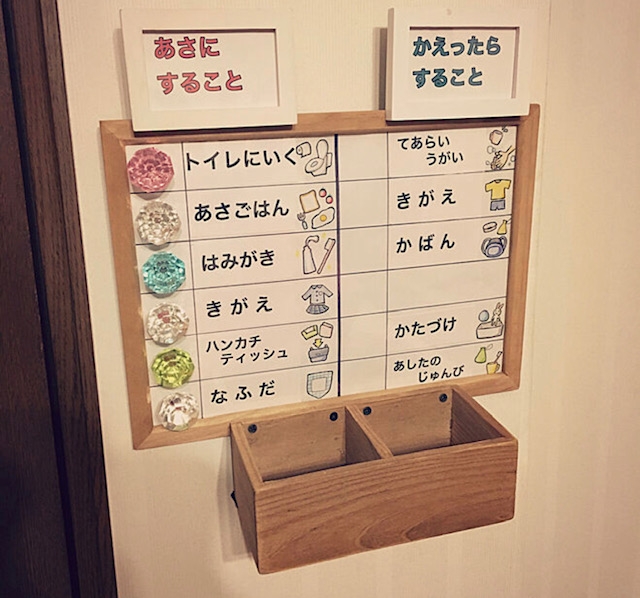 あさに
すること
かえったら
すること
トイレにいく
あさごはん
はみがき
きがえ
ハンカチ
ティッシュ
なふだ
てあらい
うがい
きがえ
かばん
かたづけ
あしたの
じゅんび